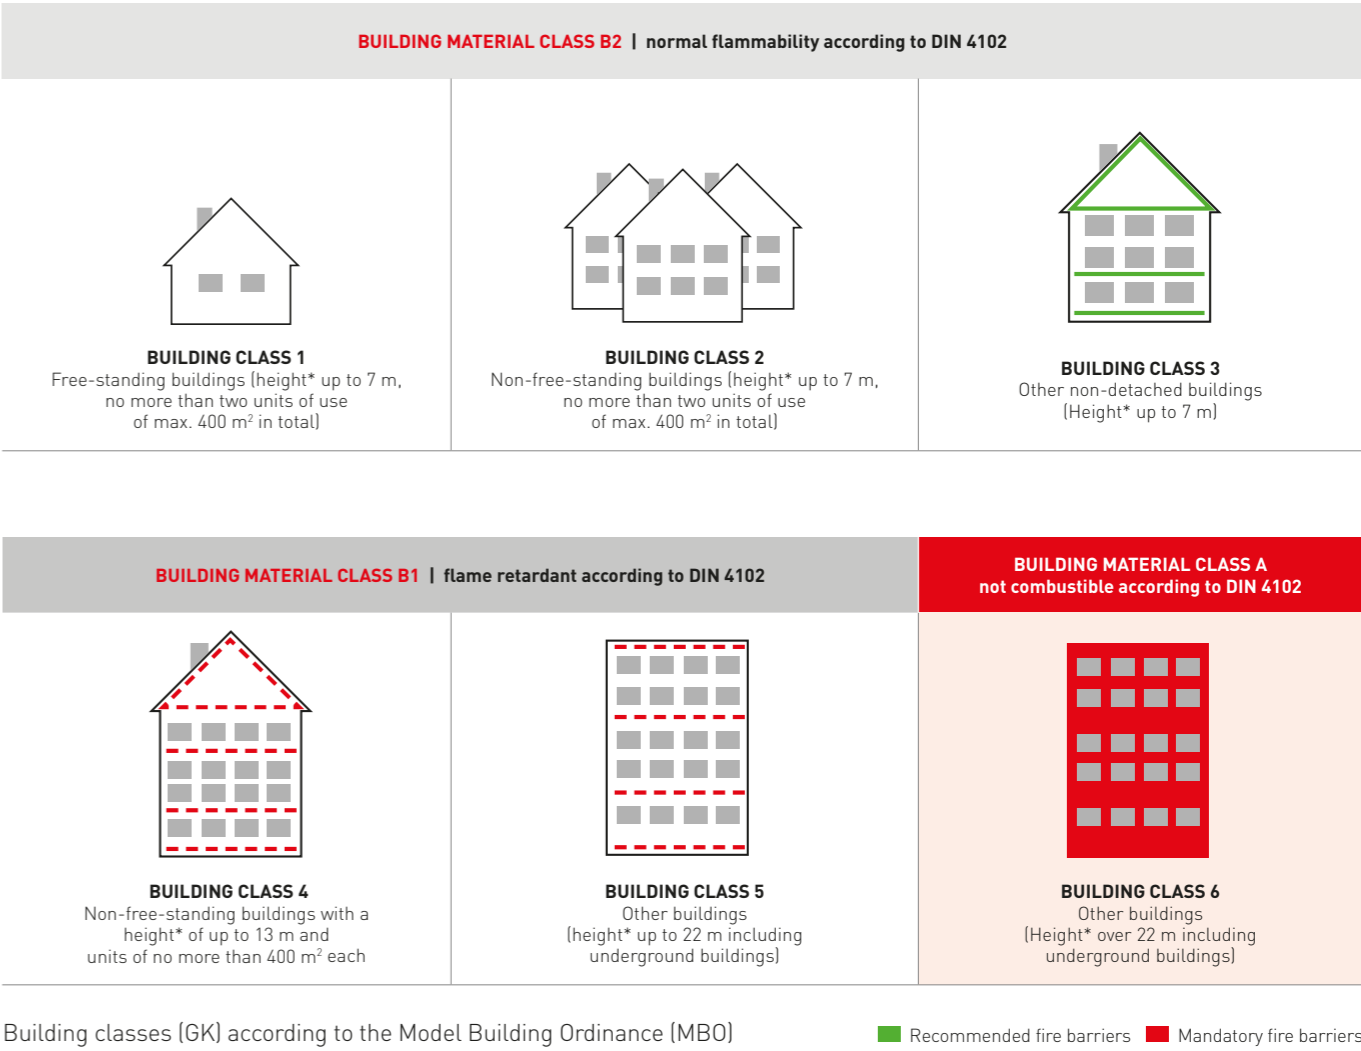 BUILDING MATERIAL CLASS B2 | normal flammability according to DIN 4102
BUILDING CLASS 1
Free-standing buildings (height* up to 7 m,
no more than two units of use
of max. 400 m² in total)
BUILDING CLASS 2
Non-free-standing buildings (height* up to 7 m,
no more than two units of use
of max. 400 m² in total)
BUILDING CLASS 3
Other non-detached buildings
(Height* up to 7 m)
BUILDING MATERIAL CLASS B1 | flame retardant according to DIN 4102
BUILDING MATERIAL CLASS A
not combustible according to DIN 4102
BUILDING CLASS 4
Non-free-standing buildings with a
height* of up to 13 m and
units of no more than 400 m² each
BUILDING CLASS 5
Other buildings
(height* up to 22 m including
underground buildings)
BUILDING CLASS 6
Other buildings
(Height* over 22 m including
underground buildings)
Building classes (GK) according to the Model Building Ordinance (MBO)
Recommended fire barriers
Mandatory fire barriers